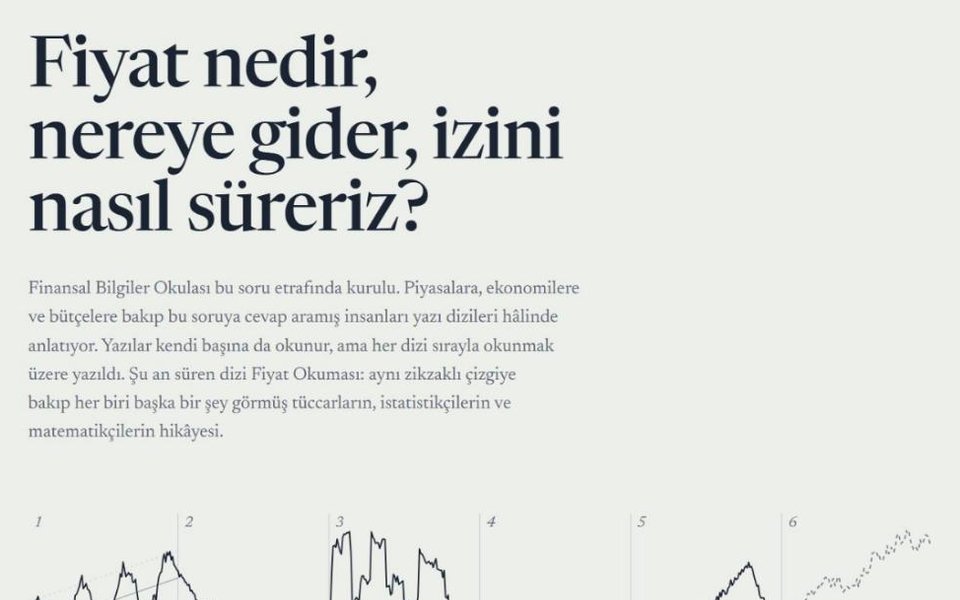 Fiyat nedir,
nereye gider, izini
nasıl süreriz?
Finansal Bilgiler Okulası bu soru etrafında kurulu. Piyasalara, ekonomilere
ve bütçelere bakıp bu soruya cevap aramış insanları yazı dizileri hâlinde
anlatıyor. Yazılar kendi başına da okunur, ama her dizi sırayla okunmak
üzere yazıldı. Şu an süren dizi Fiyat Okuması: aynı zikzaklı çizgiye
bakıp her biri başka bir şey görmüş tüccarların, istatistikçilerin ve
matematikçilerin hikâyesi.
1 2 3 4 5 6